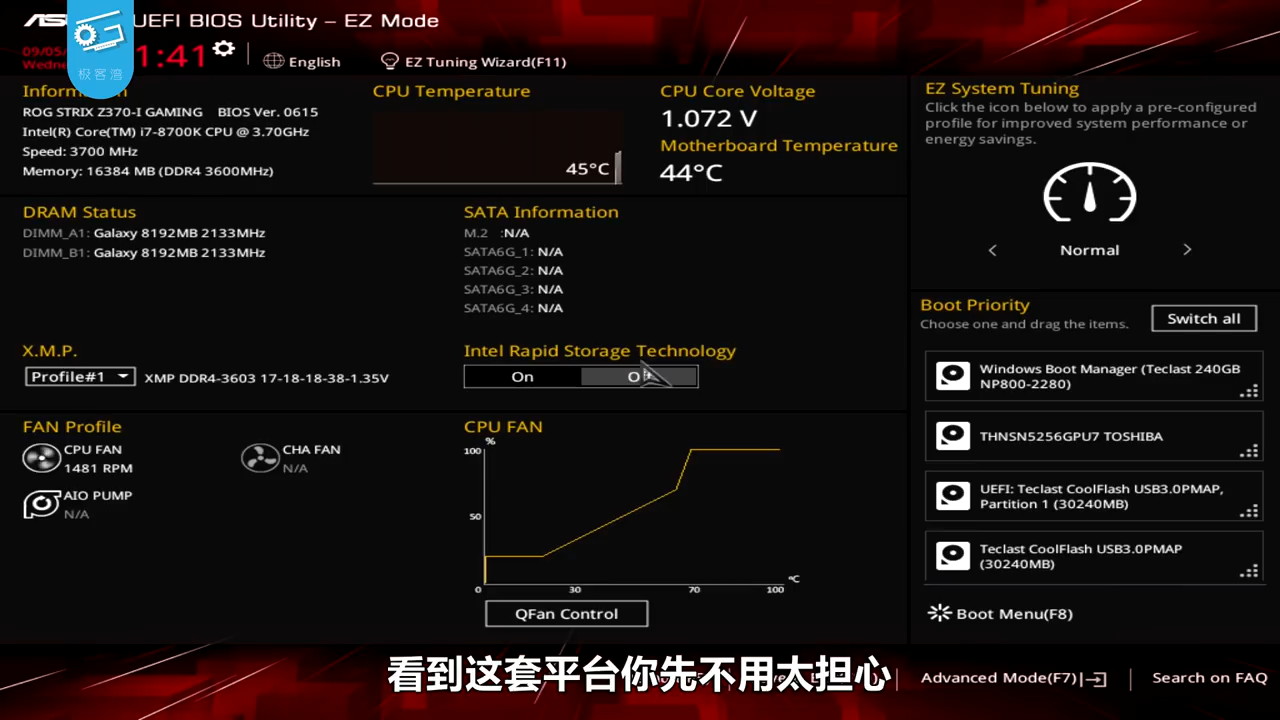 UEFI BIOS Utility – EZ Mode
极客湾
09/05/
Wednes
1:41
English
EZ Tuning Wizard(F11)
Information
ROG STRIX Z370-I GAMING BIOS Ver. 0615
Intel(R) Core(TM) i7-8700K CPU @ 3.70GHz
Speed: 3700 MHz
Memory: 16384 MB (DDR4 3600MHz)
CPU Temperature
45°C
CPU Core Voltage
1.072 V
Motherboard Temperature
44°C
EZ System Tuning
Click the icon below to apply a pre-configured
profile for improved system performance or
energy savings.
Normal
DRAM Status
DIMM_A1: Galaxy 8192MB 2133MHz
DIMM_B1: Galaxy 8192MB 2133MHz
SATA Information
M.2 :N/A
SATA6G_1: N/A
SATA6G_2: N/A
SATA6G_3: N/A
SATA6G_4: N/A
X.M.P.
Profile#1
XMP DDR4-3603 17-18-18-38-1.35V
Intel Rapid Storage Technology
On
Boot Priority
Choose one and drag the items.
Switch all
Windows Boot Manager (Teclast 240GB
NP800-2280)
THNSN5256GPU7 TOSHIBA
UEFI: Teclast CoolFlash USB3.0PMAP,
Partition 1 (30240MB)
Teclast CoolFlash USB3.0PMAP
(30240MB)
Boot Menu(F8)
FAN Profile
CPU FAN
1481 RPM
CHA FAN
N/A
AIO PUMP
N/A
CPU FAN
%
100
50
0
30
70
100
°C
QFan Control
看到这套平台你先不用太担心
Advanced Mode(F7)
Search on FAQ